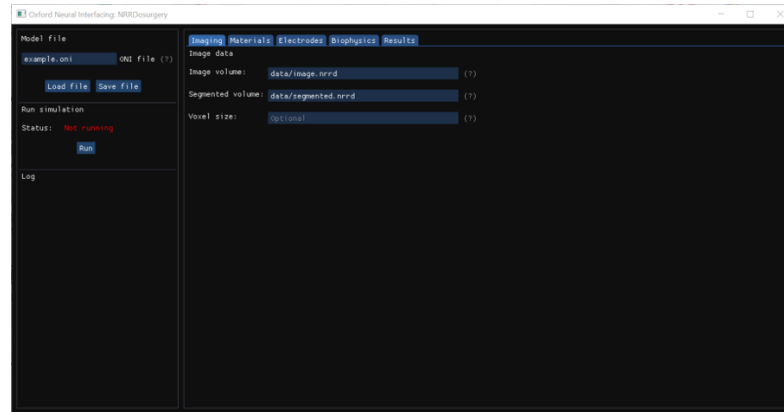 Oxford Neural Interfacing: NRRDosurgery
Model file
example.oni ONI file (?)
Load file Save file
Run simulation
Status: Not running
Run
Log
Imaging Materials Electrodes Biophysics Results
Image data
Image volume: data/image.nrrd (?)
Segmented volume: data/segmented.nrrd (?)
Voxel size: Optional (?)